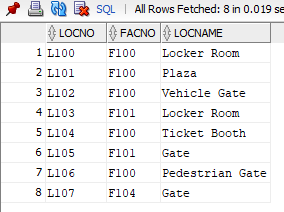 SQL | All Rows Fetched: 8 in 0.019 se
LOCNO FACNO LOCNAME
1 L100 F100 Locker Room
2 L101 F100 Plaza
3 L102 F100 Vehicle Gate
4 L103 F101 Locker Room
5 L104 F100 Ticket Booth
6 L105 F101 Gate
7 L106 F100 Pedestrian Gate
8 L107 F104 Gate